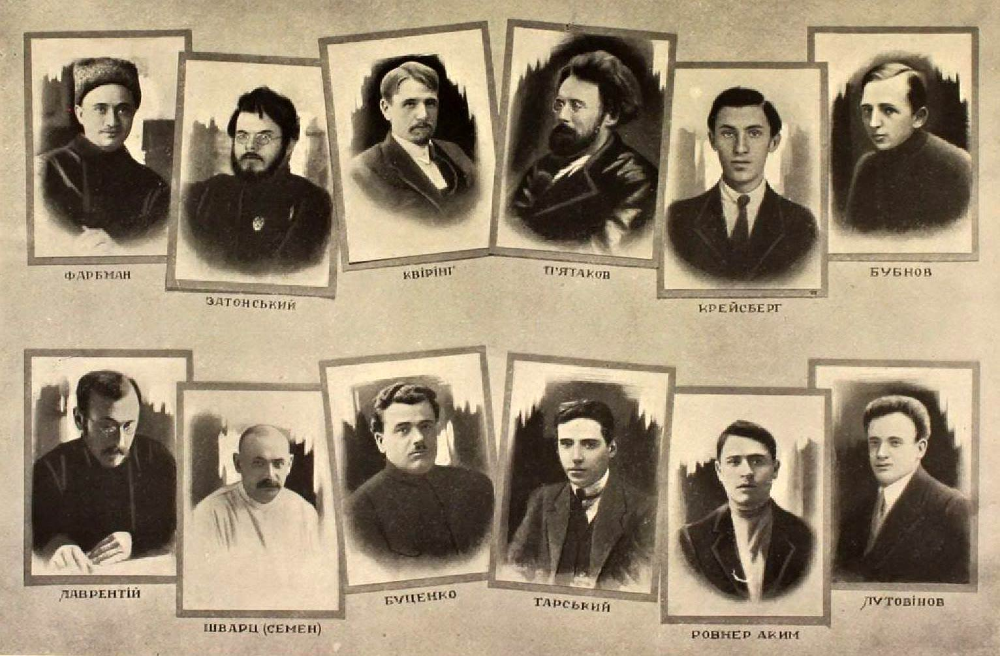 ФАРБМАН
ЗАТОНСЬКИЙ
КВІРІНҐ
П'ЯТАКОВ
КРЕЙСБЕРГ
БУБНОВ
ЛАВРЕНТІЙ
ШВАРЦ (СЕМЕН)
БУЦЕНКО
ТАРСЬКИЙ
РОВНЕР АКИМ
ЛУТОВІНОВ